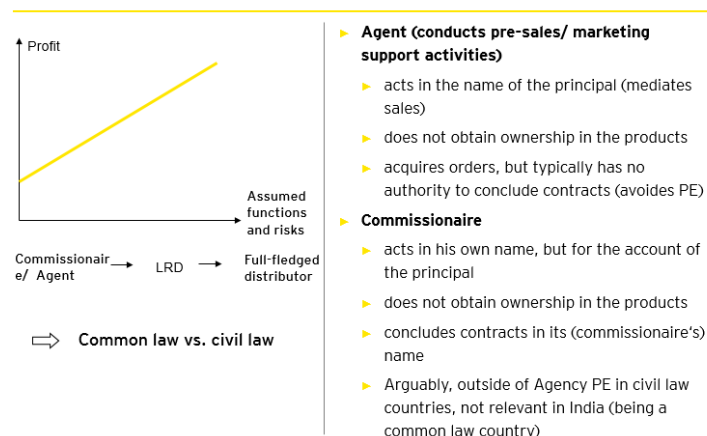 Profit
Assumed
functions
and risks
Commissionair
e/ Agent
LRD
Full-fledged
distributor
Common law vs. civil law
Agent (conducts pre-sales/ marketing
support activities)
acts in the name of the principal (mediates
sales)
does not obtain ownership in the products
acquires orders, but typically has no
authority to conclude contracts (avoides PE)
Commissionaire
acts in his own name, but for the account of
the principal
does not obtain ownership in the products
concludes contracts in its (commissionaire's)
name
Arguably, outside of Agency PE in civil law
countries, not relevant in India (being a
common law country)